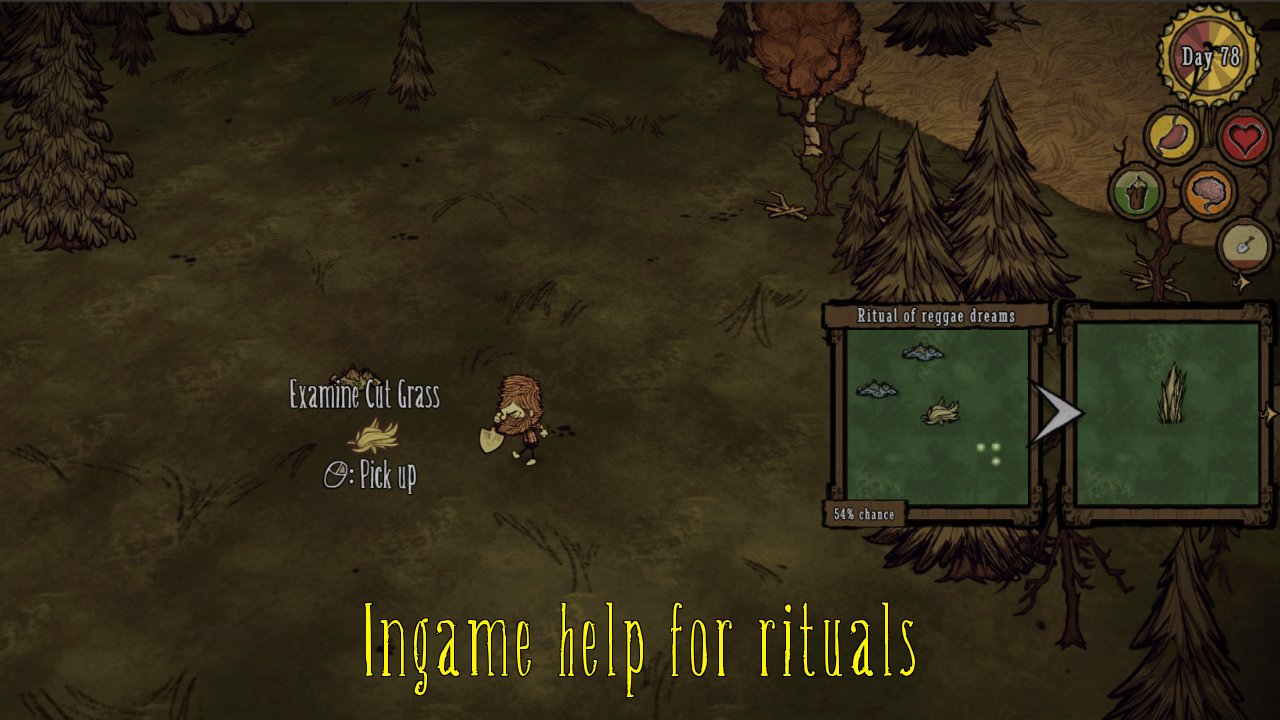 Day 78
Ritual of reggae dreams
Examine Cut Grass
: Pick up
54% chance
Ingame help for rituals